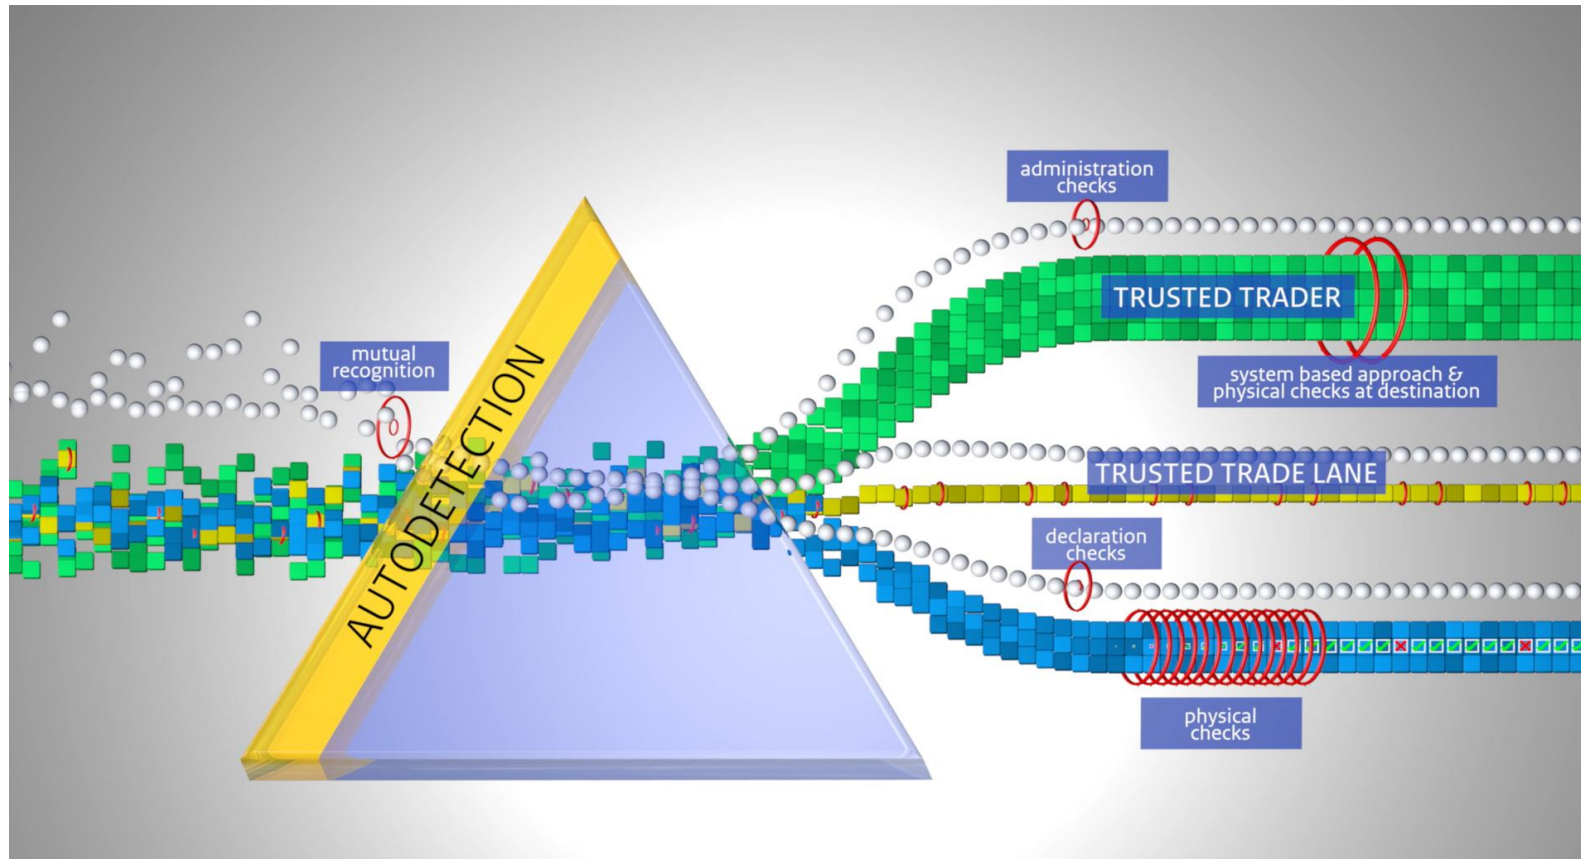 administration
checks
TRUSTED TRADER
mutual
recognition
system based approach &
physical checks at destination
AUTODETECTION
TRUSTED TRADE LANE
declaration
checks
physical
checks